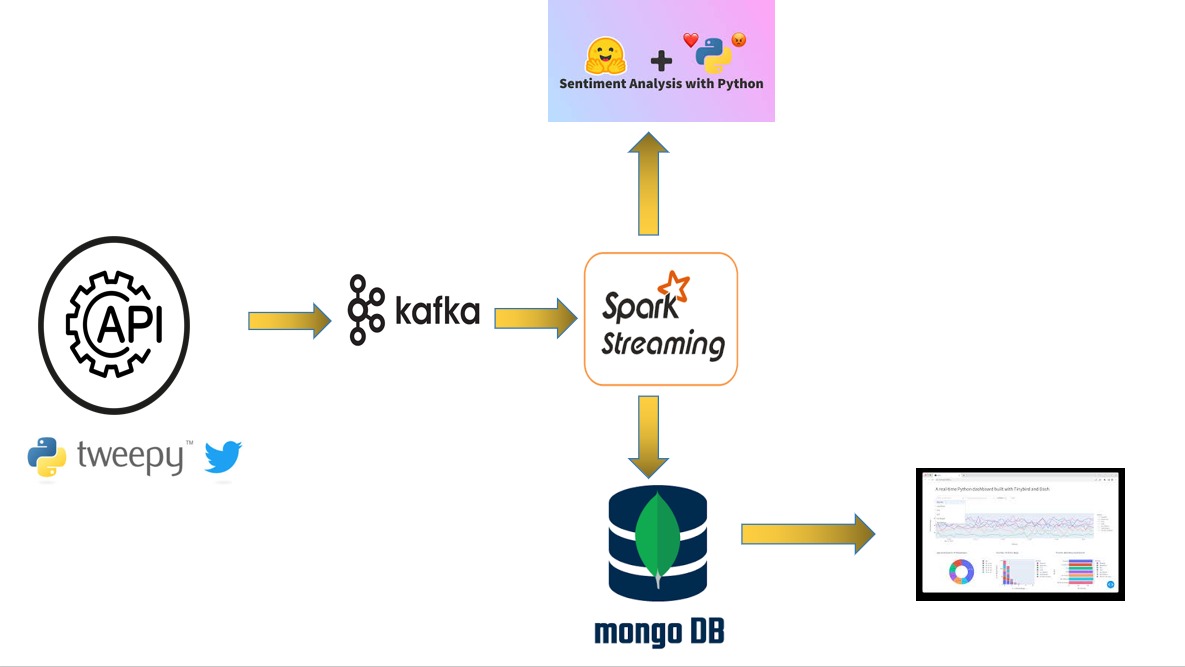 Sentiment Analysis with Python
API
kafka
Spark
Streaming
tweepy™
A real-time Python dashboard built with Tinybird and Dash
mongo DB